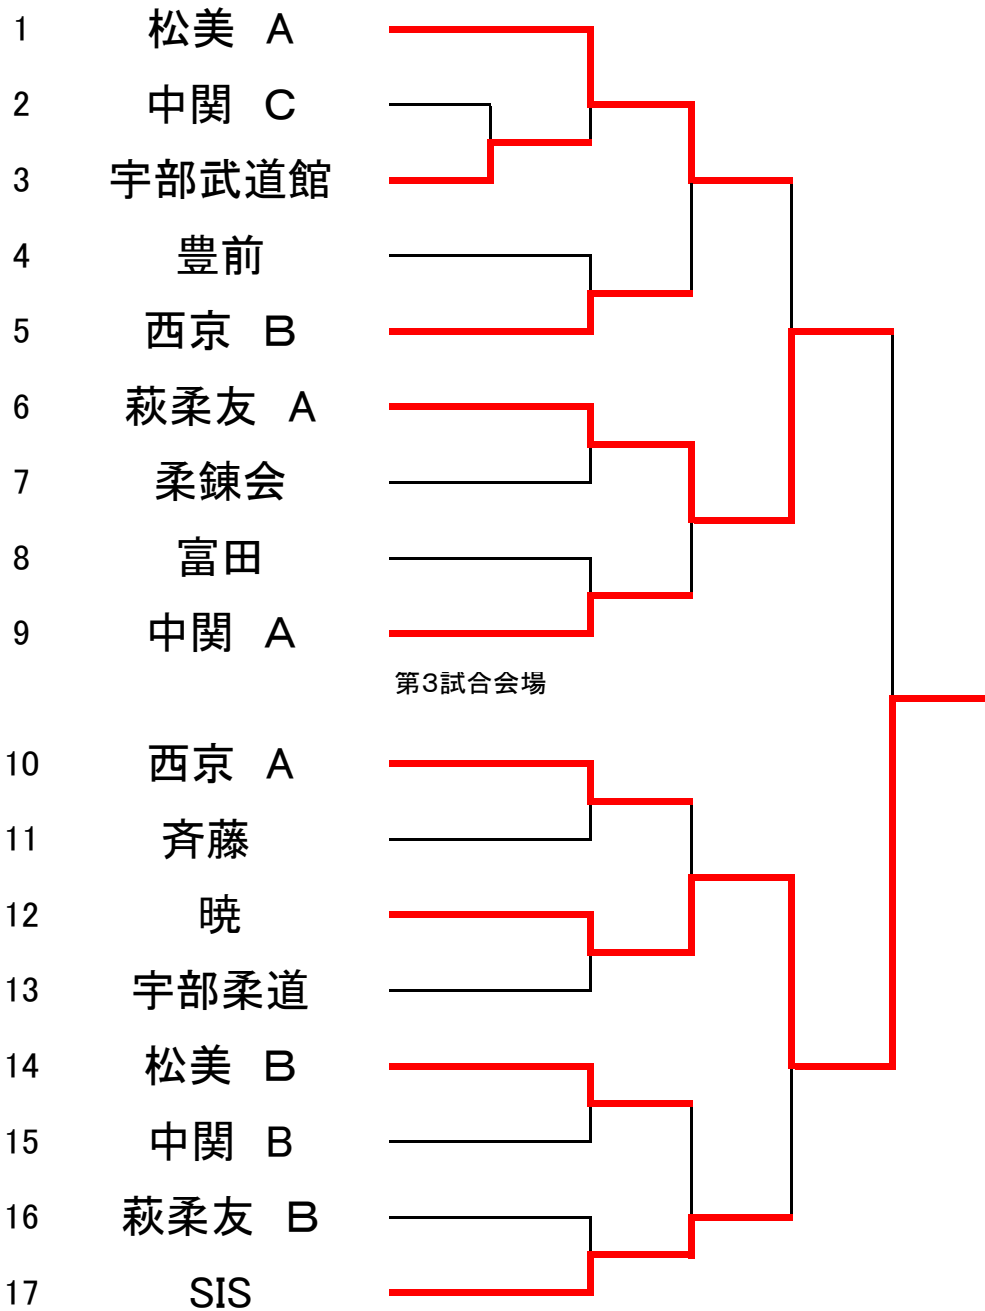 1 松美　A
2 中関　C
3 宇部武道館
4 豊前
5 西京　B
6 萩柔友　A
7 柔錬会
8 富田
9 中関　A
第3試合会場
10 西京　A
11 斉藤
12 暁
13 宇部柔道
14 松美　B
15 中関　B
16 萩柔友　B
17 SIS